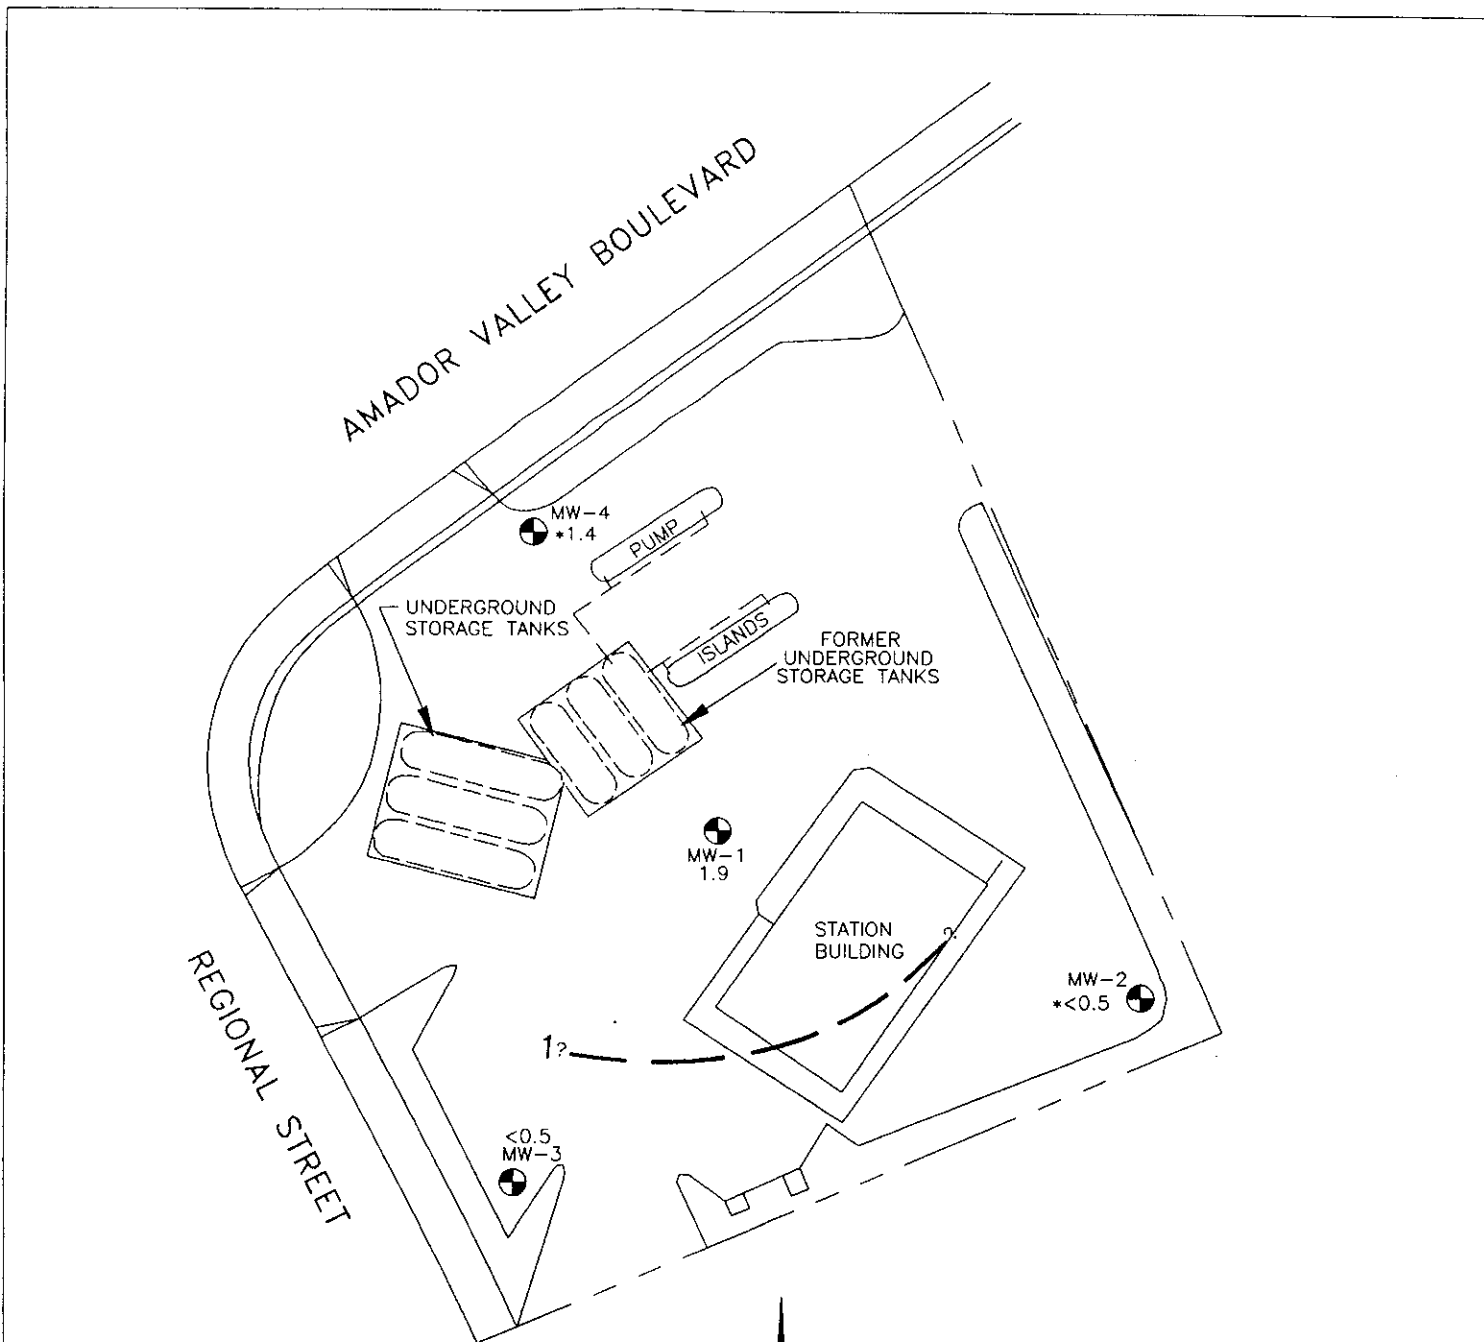 AMADOR VALLEY BOULEVARD
MW-4
*1.4
PUMP
UNDERGROUND
STORAGE TANKS
ISLANDS
FORMER
UNDERGROUND
STORAGE TANKS
MW-1
1.9
STATION
BUILDING
?
MW-2
*<0.5
REGIONAL STREET
1?
<0.5
MW-3